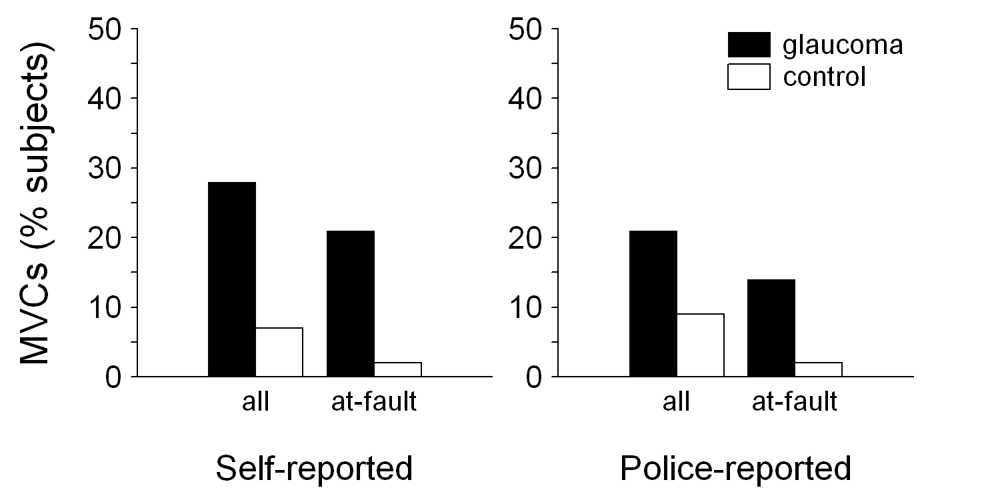 MVCs (% subjects)
50
40
30
20
10
0
all at-fault
Self-reported
50
40
30
20
10
0
all at-fault
Police-reported
glaucoma
control